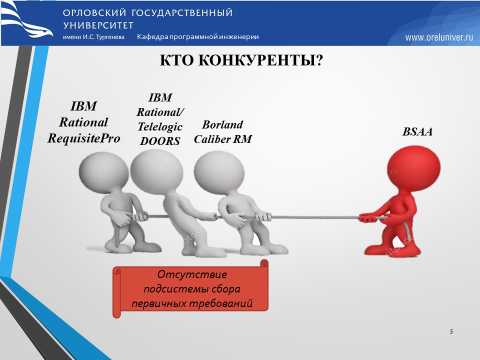 ОРЛОВСКИЙ ГОСУДАРСТВЕННЫЙ
УНИВЕРСИТЕТ
имени И.С.Тургенева Кафедра программной инженерии
www.oreluniver.ru
КТО КОНКУРЕНТЫ?
IBM
Rational
RequisitePro
IBM
Rational/
Telelogic
DOORS
Borland
Caliber RM
BSAA
Отсутствие
подсистемы сбора
первичных требований
5